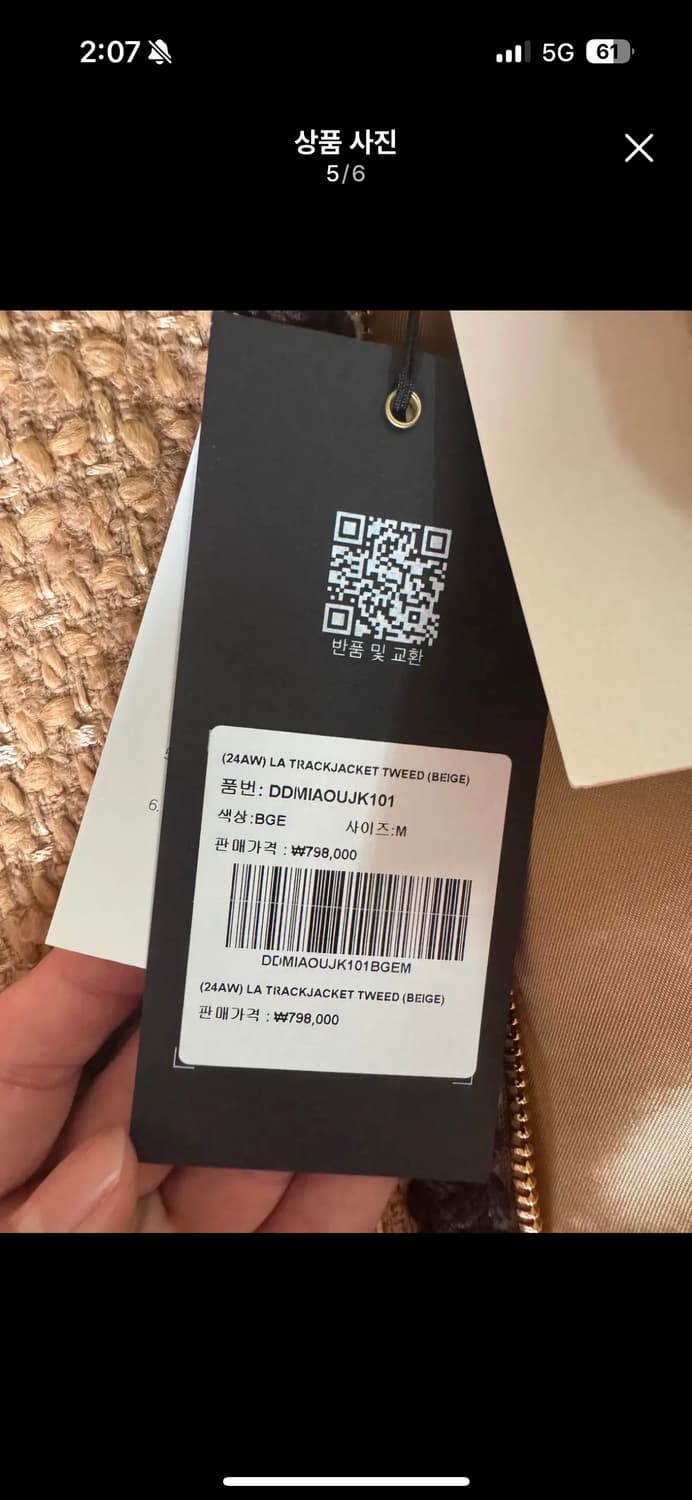 2:07
5G
61
상품 사진
5/6
반품 및 교환
(24AW) LA TRACKJACKET TWEED (BEIGE)
품번: DDMIAOUJK101
색상:BGE 사이즈:M
판매가격 : ₩798,000
DDMIAOUJK101BGEM
(24AW) LA TRACKJACKET TWEED (BEIGE)
판매가격 : ₩798,000
6.